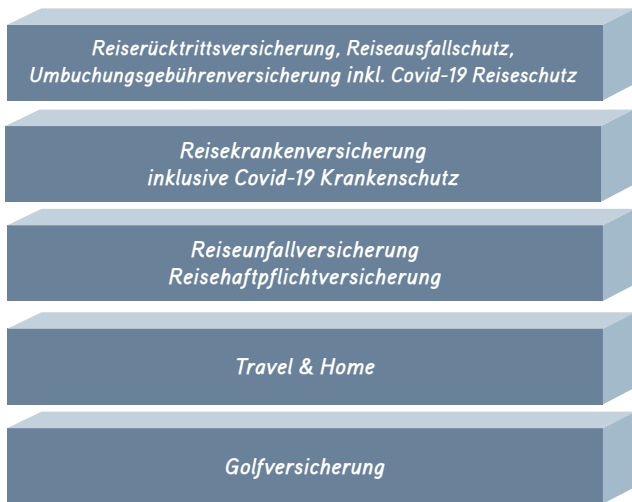 Reiserücktrittsversicherung, Reiseausfallschutz,
Umbuchungsgebührenversicherung inkl. Covid-19 Reiseschutz
Reisekrankenversicherung
inklusive Covid-19 Krankenschutz
Reiseunfallversicherung
Reisehaftpflichtversicherung
Travel & Home
Golfversicherung